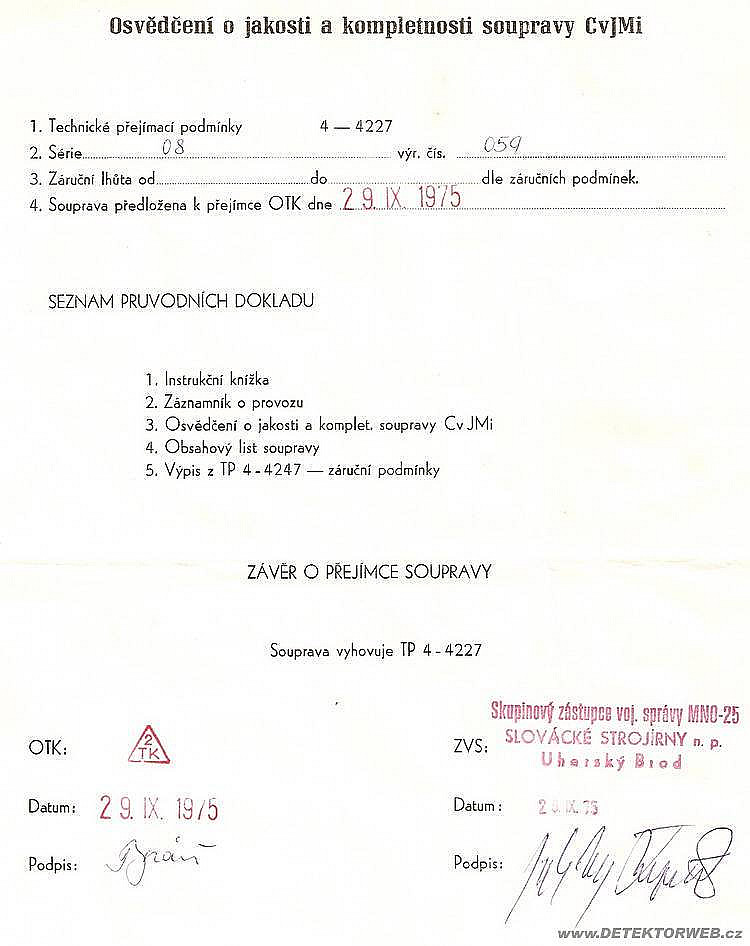 Osvědčení o jakosti a kompletnosti soupravy CvJMi
1. Technické přejímací podmínky 4 — 4227
2. Série 08 výr. čís. 059
3. Záruční lhůta od do dle záručních podmínek.
4. Souprava předložena k přejímce OTK dne 29. IX. 1975
SEZNAM PRUVODNÍCH DOKLADU
1. Instrukční knížka
2. Záznamník o provozu
3. Osvědčení o jakosti a komplet. soupravy CvJMi
4. Obsahový list soupravy
5. Výpis z TP 4-4247 — záruční podmínky
ZÁVĚR O PŘEJÍMCE SOUPRAVY
Souprava vyhovuje TP 4-4227
OTK: 2 TK
ZVS: Skupinový zástupce voj. správy MNO-25
SLOVÁCKÉ STROJÍRNY n. p.
Uherský Brod
Datum: 29. IX. 1975
Datum: 29. IX. 75
Podpis:
Podpis:
www.DETEKTORWEB.cz